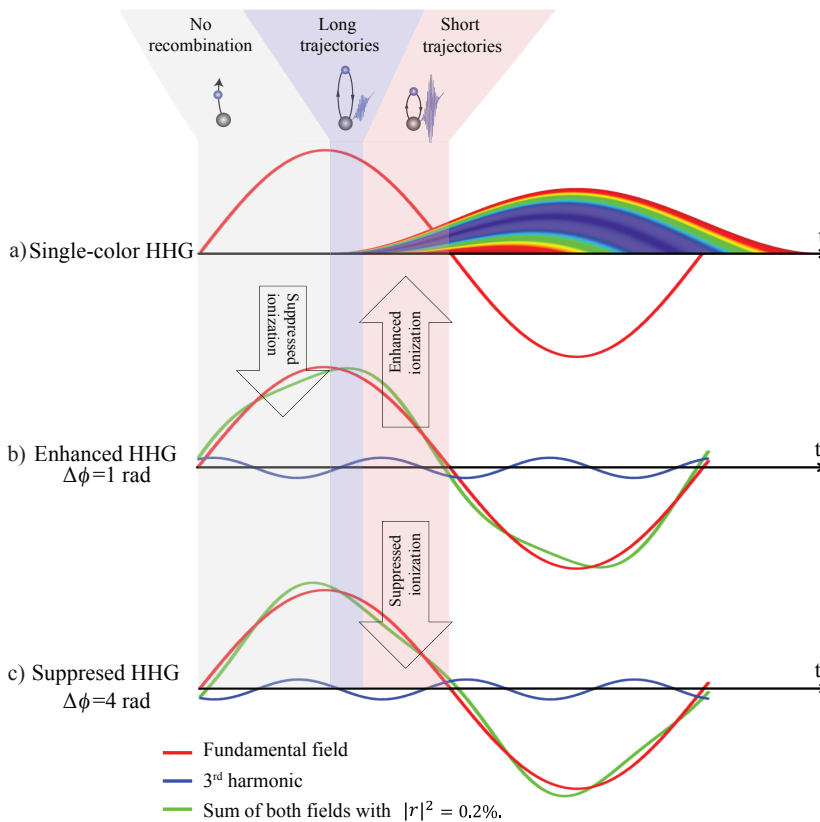 No
recombination
Long
trajectories
Short
trajectories
t
a) Single-color HHG
Suppressed
ionization
Enhanced
ionization
b) Enhanced HHG
Δϕ=1 rad
t
Suppressed
ionization
c) Suppresed HHG
Δϕ=4 rad
t
Fundamental field
3rd harmonic
Sum of both fields with |r|² = 0.2%.